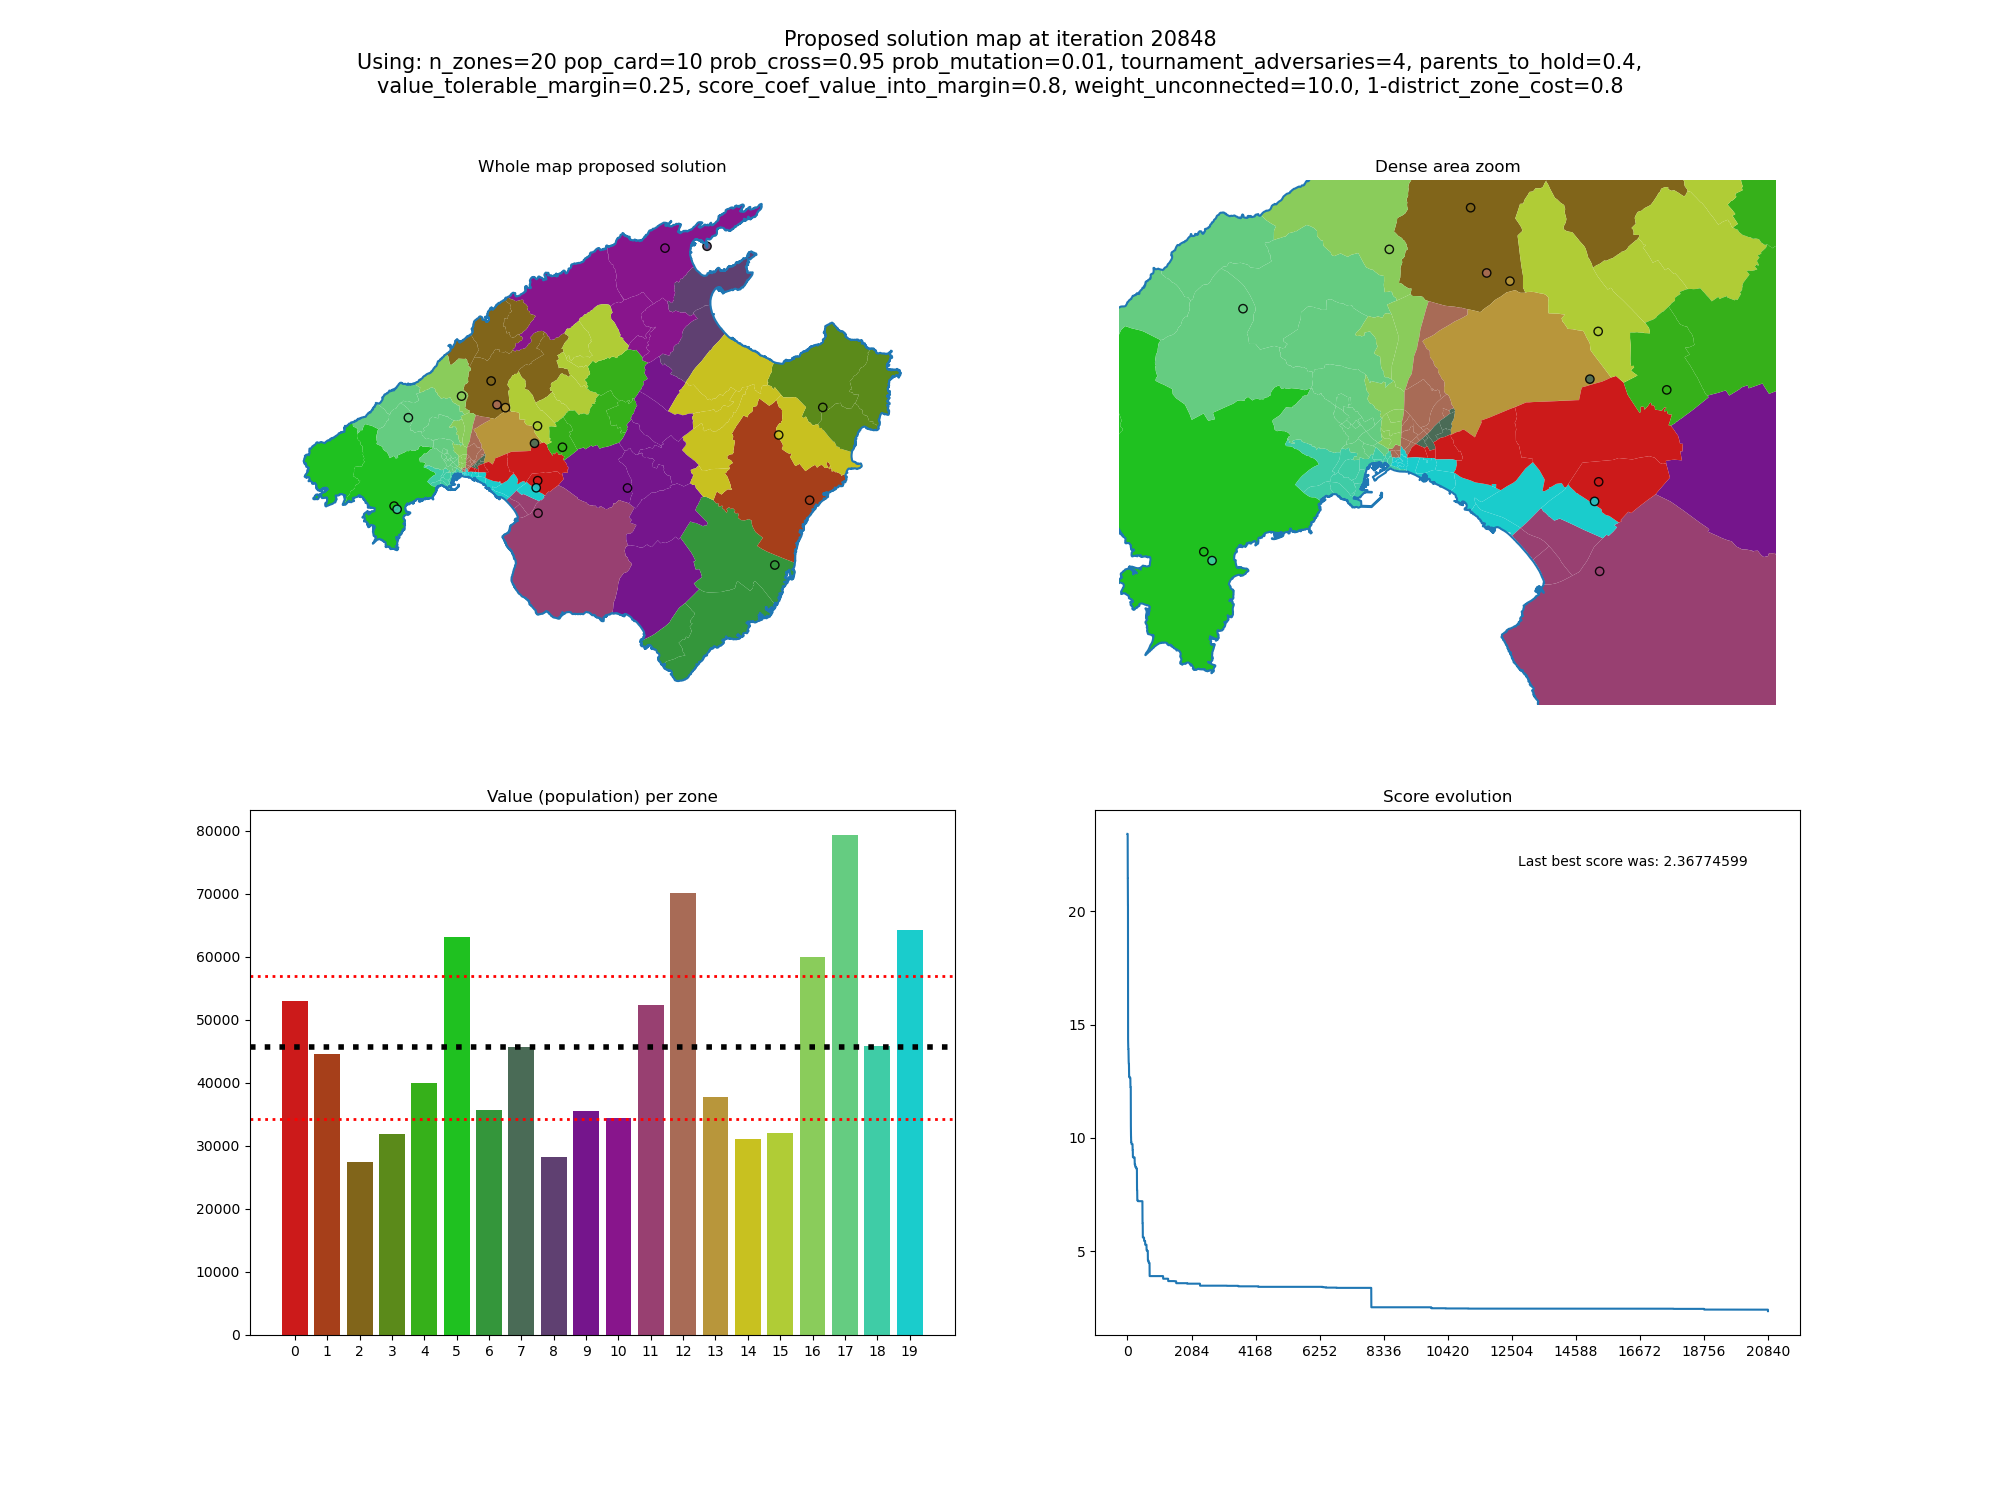 Proposed solution map at iteration 20848
Using: n_zones=20 pop_card=10 prob_cross=0.95 prob_mutation=0.01, tournament_adversaries=4, parents_to_hold=0.4,
value_tolerable_margin=0.25, score_coef_value_into_margin=0.8, weight_unconnected=10.0, 1-district_zone_cost=0.8
Whole map proposed solution
Dense area zoom
Value (population) per zone
80000
70000
60000
50000
40000
30000
20000
10000
0
0 1 2 3 4 5 6 7 8 9 10 11 12 13 14 15 16 17 18 19
Score evolution
Last best score was: 2.36774599
20
15
10
5
0 2084 4168 6252 8336 10420 12504 14588 16672 18756 20840